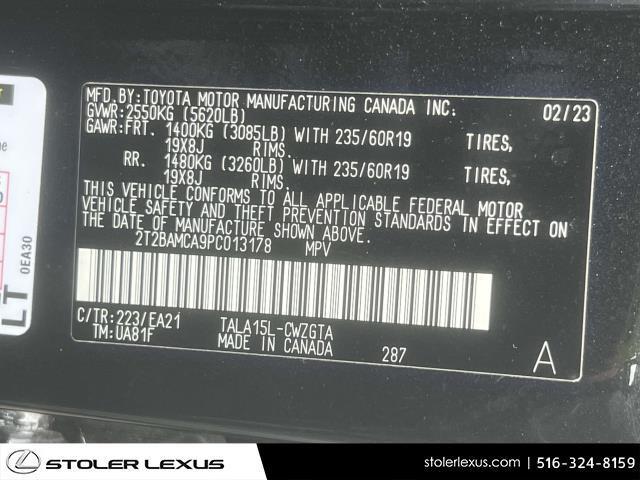 MFD.BY:TOYOTA MOTOR MANUFACTURING CANADA INC. 02/23
GVWR:2550KG (5620LB)
GAWR:FRT. 1400KG (3085LB) WITH 235/60R19 TIRES,
19X8J RIMS.
RR. 1480KG (3260LB) WITH 235/60R19 TIRES,
19X8J RIMS.
THIS VEHICLE CONFORMS TO ALL APPLICABLE FEDERAL MOTOR
VEHICLE SAFETY AND THEFT PREVENTION STANDARDS IN EFFECT ON
THE DATE OF MANUFACTURE SHOWN ABOVE.
2T2BAMCA9PC013178 MPV
C/TR:223/EA21 TALA15L-CWZGTA
TM:UA81F MADE IN CANADA 287 A
0EA30
LT
STOLER LEXUS
stolerlexus.com 516-324-8159